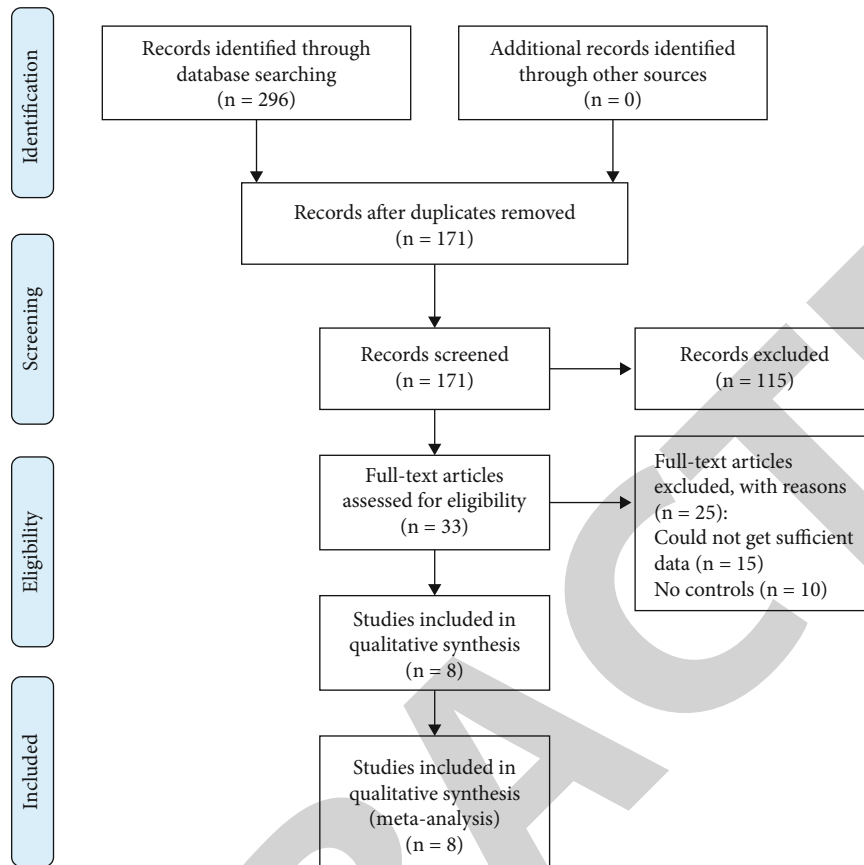 Identification
Records identified through
database searching
(n = 296)
Additional records identified
through other sources
(n = 0)
Records after duplicates removed
(n = 171)
Screening
Records screened
(n = 171)
Records excluded
(n = 115)
Eligibility
Full-text articles
assessed for eligibility
(n = 33)
Full-text articles
excluded, with reasons
(n = 25):
Could not get sufficient
data (n = 15)
No controls (n = 10)
Studies included in
qualitative synthesis
(n = 8)
Included
Studies included in
qualitative synthesis
(meta-analysis)
(n = 8)